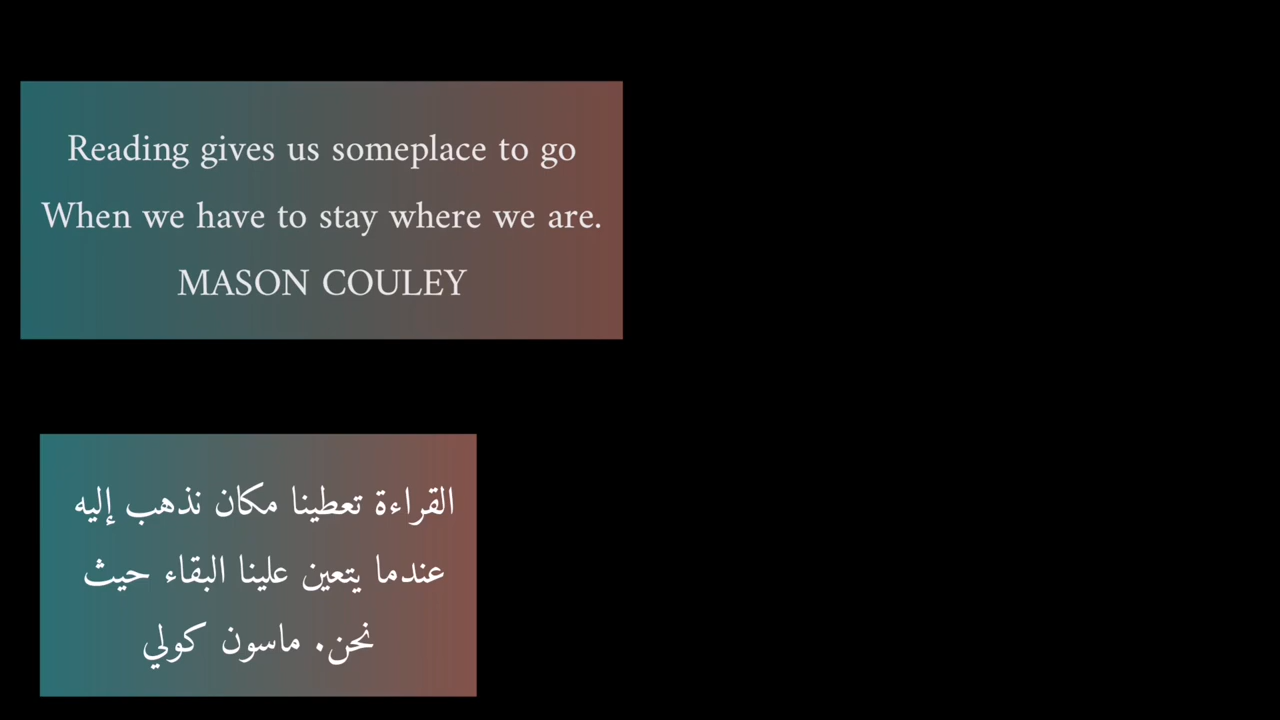 Reading gives us someplace to go
When we have to stay where we are.
MASON COULEY
القراءة تعطينا مكان نذهب إليه
عندما يتعين علينا البقاء حيث
نحن. ماسون كولي